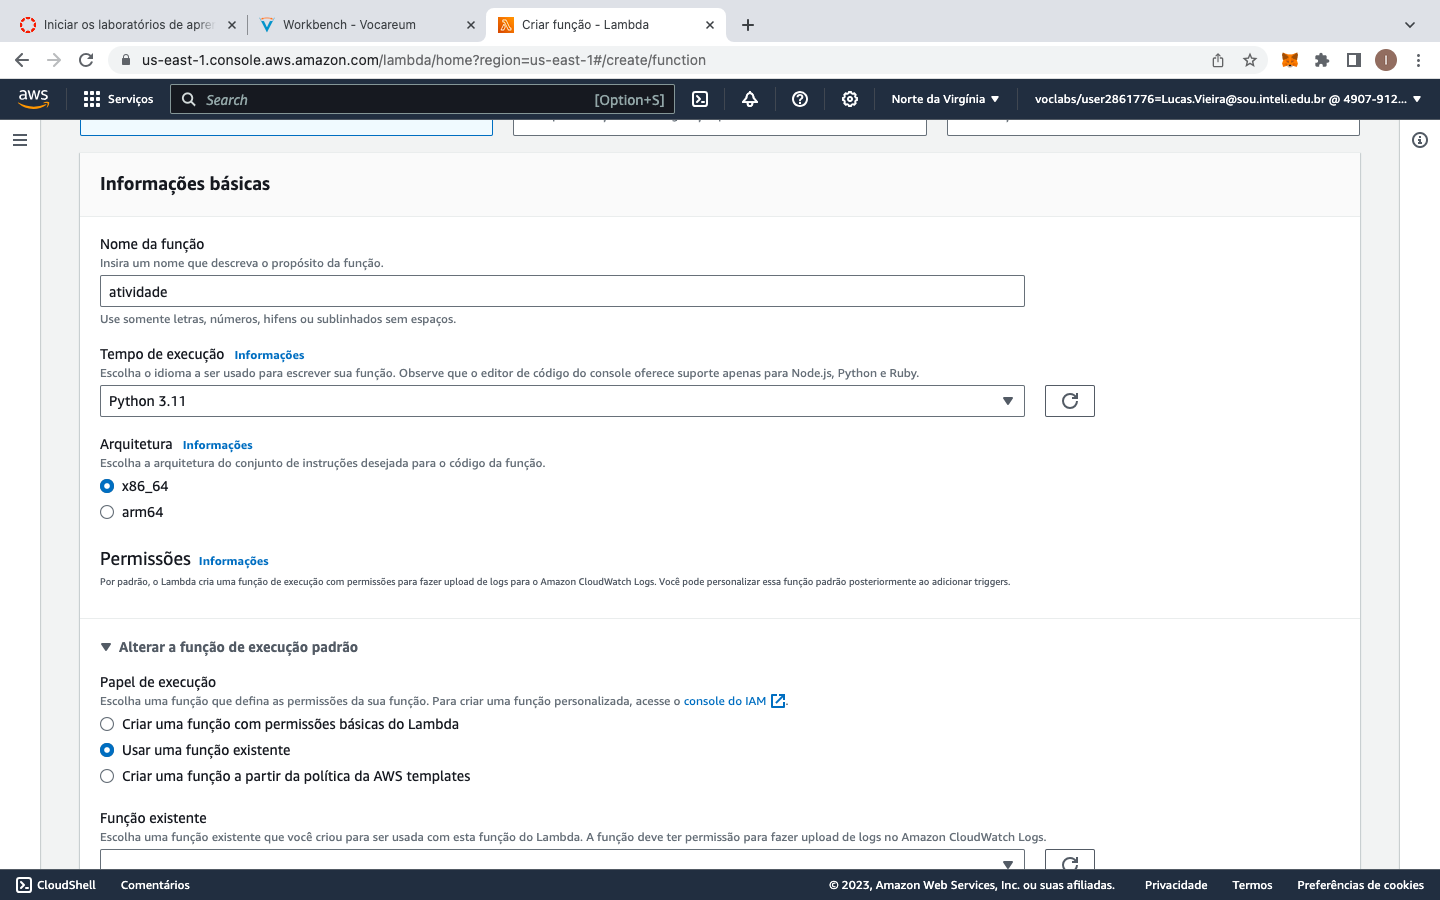 Iniciar os laboratórios de apre
Workbench - Vocareum
Criar função - Lambda
us-east-1.console.aws.amazon.com/lambda/home?region=us-east-1#/create/function
I
aws
Serviços
Search
[Option+S]
Norte da Virgínia
voclabs/user2861776=Lucas.Vieira@sou.inteli.edu.br @ 4907-912...
Informações básicas
Nome da função
Insira um nome que descreva o propósito da função.
atividade
Use somente letras, números, hifens ou sublinhados sem espaços.
Tempo de execução Informações
Escolha o idioma a ser usado para escrever sua função. Observe que o editor de código do console oferece suporte apenas para Node.js, Python e Ruby.
Python 3.11
Arquitetura Informações
Escolha a arquitetura do conjunto de instruções desejada para o código da função.
x86_64
arm64
Permissões Informações
Por padrão, o Lambda cria uma função de execução com permissões para fazer upload de logs para o Amazon CloudWatch Logs. Você pode personalizar essa função padrão posteriormente ao adicionar triggers.
Alterar a função de execução padrão
Papel de execução
Escolha uma função que defina as permissões da sua função. Para criar uma função personalizada, acesse o console do IAM.
Criar uma função com permissões básicas do Lambda
Usar uma função existente
Criar uma função a partir da política da AWS templates
Função existente
Escolha uma função existente que você criou para ser usada com esta função do Lambda. A função deve ter permissão para fazer upload de logs no Amazon CloudWatch Logs.
CloudShell
Comentários
© 2023, Amazon Web Services, Inc. ou suas afiliadas.
Privacidade
Termos
Preferências de cookies